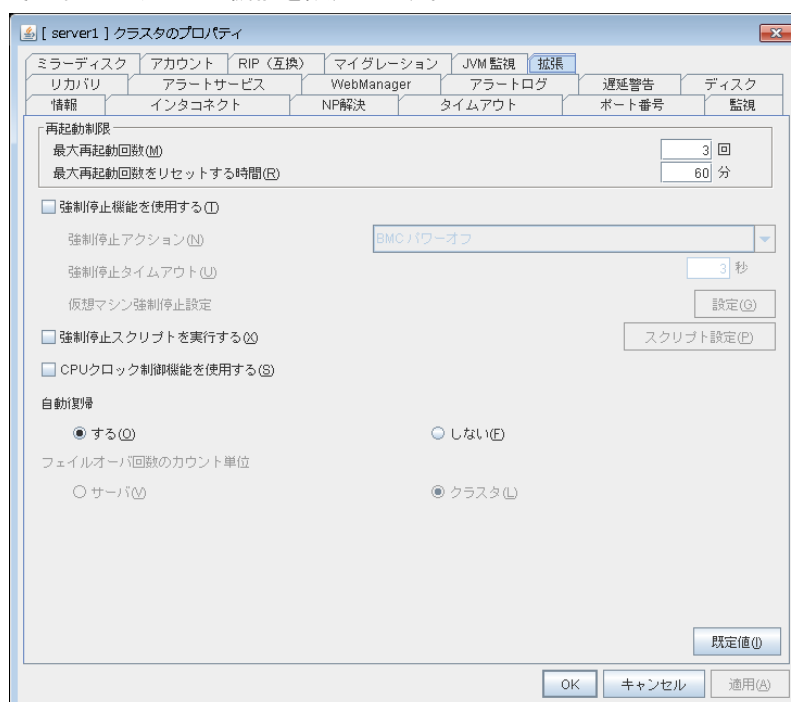 [ server1 ] クラスタのプロパティ
ミラーディスク アカウント RIP（互換） マイグレーション JVM監視 拡張
リカバリ アラートサービス WebManager アラートログ 遅延警告 ディスク
情報 インタコネクト NP解決 タイムアウト ポート番号 監視
再起動制限
最大再起動回数(M) 3 回
最大再起動回数をリセットする時間(R) 60 分
強制停止機能を使用する(T)
強制停止アクション(N) BMCパワーオフ
強制停止タイムアウト(U) 3 秒
仮想マシン強制停止設定 設定(G)
強制停止スクリプトを実行する(X) スクリプト設定(P)
CPUクロック制御機能を使用する(S)
自動復帰
する(O) しない(F)
フェイルオーバ回数のカウント単位
サーバ(V) クラスタ(L)
既定値(I)
OK キャンセル 適用(A)